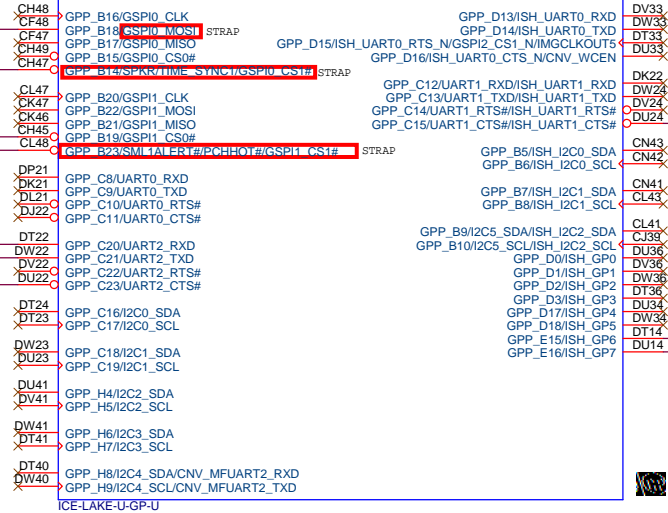 CH48 GPP_B16/GSPI0_CLK
CF48 GPP_B18/GSPI0_MOSI STRAP
CF47 GPP_B17/GSPI0_MISO
CH49 GPP_B15/GSPI0_CS0#
CH47 GPP_B14/SPKR/TIME_SYNC1/GSPI0_CS1# STRAP
CL47 GPP_B20/GSPI1_CLK
CK47 GPP_B22/GSPI1_MOSI
CK46 GPP_B21/GSPI1_MISO
CH45 GPP_B19/GSPI1_CS0#
CL48 GPP_B23/SML1ALERT#/PCHHOT#/GSPI1_CS1# STRAP
DP21 GPP_C8/UART0_RXD
DK21 GPP_C9/UART0_TXD
DL21 GPP_C10/UART0_RTS#
DJ22 GPP_C11/UART0_CTS#
DT22 GPP_C20/UART2_RXD
DW22 GPP_C21/UART2_TXD
DV22 GPP_C22/UART2_RTS#
DU22 GPP_C23/UART2_CTS#
DT24 GPP_C16/I2C0_SDA
DT23 GPP_C17/I2C0_SCL
DW23 GPP_C18/I2C1_SDA
DU23 GPP_C19/I2C1_SCL
DU41 GPP_H4/I2C2_SDA
DV41 GPP_H5/I2C2_SCL
DW41 GPP_H6/I2C3_SDA
DT41 GPP_H7/I2C3_SCL
DT40 GPP_H8/I2C4_SDA/CNV_MFUART2_RXD
DW40 GPP_H9/I2C4_SCL/CNV_MFUART2_TXD
GPP_D13/ISH_UART0_RXD DV33
GPP_D14/ISH_UART0_TXD DW33
GPP_D15/ISH_UART0_RTS_N/GSPI2_CS1_N/IMGCLKOUT5 DT33
GPP_D16/ISH_UART0_CTS_N/CNV_WCEN DU33
GPP_C12/UART1_RXD/ISH_UART1_RXD DK22
GPP_C13/UART1_TXD/ISH_UART1_TXD DW24
GPP_C14/UART1_RTS#/ISH_UART1_RTS# DV24
GPP_C15/UART1_CTS#/ISH_UART1_CTS# DU24
GPP_B5/ISH_I2C0_SDA CN43
GPP_B6/ISH_I2C0_SCL CN42
GPP_B7/ISH_I2C1_SDA CN41
GPP_B8/ISH_I2C1_SCL CL43
GPP_B9/I2C5_SDA/ISH_I2C2_SDA CL41
GPP_B10/I2C5_SCL/ISH_I2C2_SCL CJ39
GPP_D0/ISH_GP0 DU36
GPP_D1/ISH_GP1 DV36
GPP_D2/ISH_GP2 DW36
GPP_D3/ISH_GP3 DT36
GPP_D17/ISH_GP4 DU34
GPP_D18/ISH_GP5 DW34
GPP_E15/ISH_GP6 DT14
GPP_E16/ISH_GP7 DU14
ICE-LAKE-U-GP-U